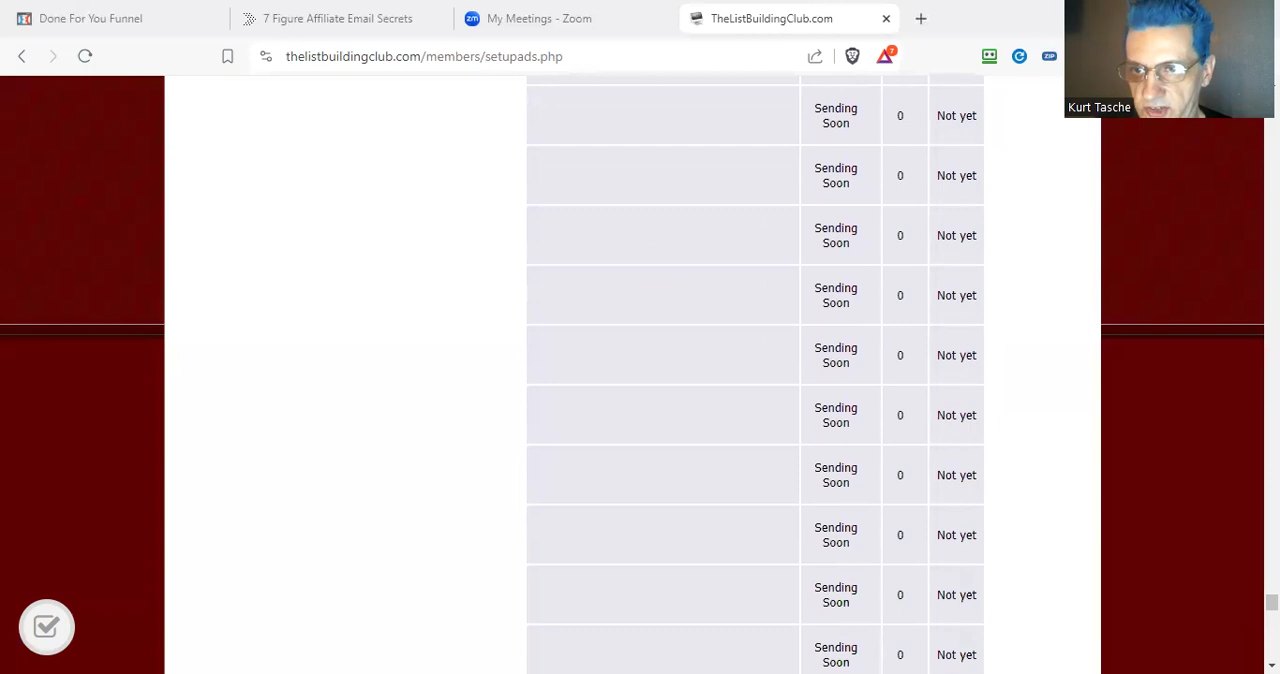 Done For You Funnel
7 Figure Affiliate Email Secrets
zm My Meetings - Zoom
TheListBuildingClub.com
thelistbuildingclub.com/members/setupads.php
7
ZIP
Kurt Tasche
Sending
Soon
0
Not yet
Sending
Soon
0
Not yet
Sending
Soon
0
Not yet
Sending
Soon
0
Not yet
Sending
Soon
0
Not yet
Sending
Soon
0
Not yet
Sending
Soon
0
Not yet
Sending
Soon
0
Not yet
Sending
Soon
0
Not yet
Sending
Soon
0
Not yet